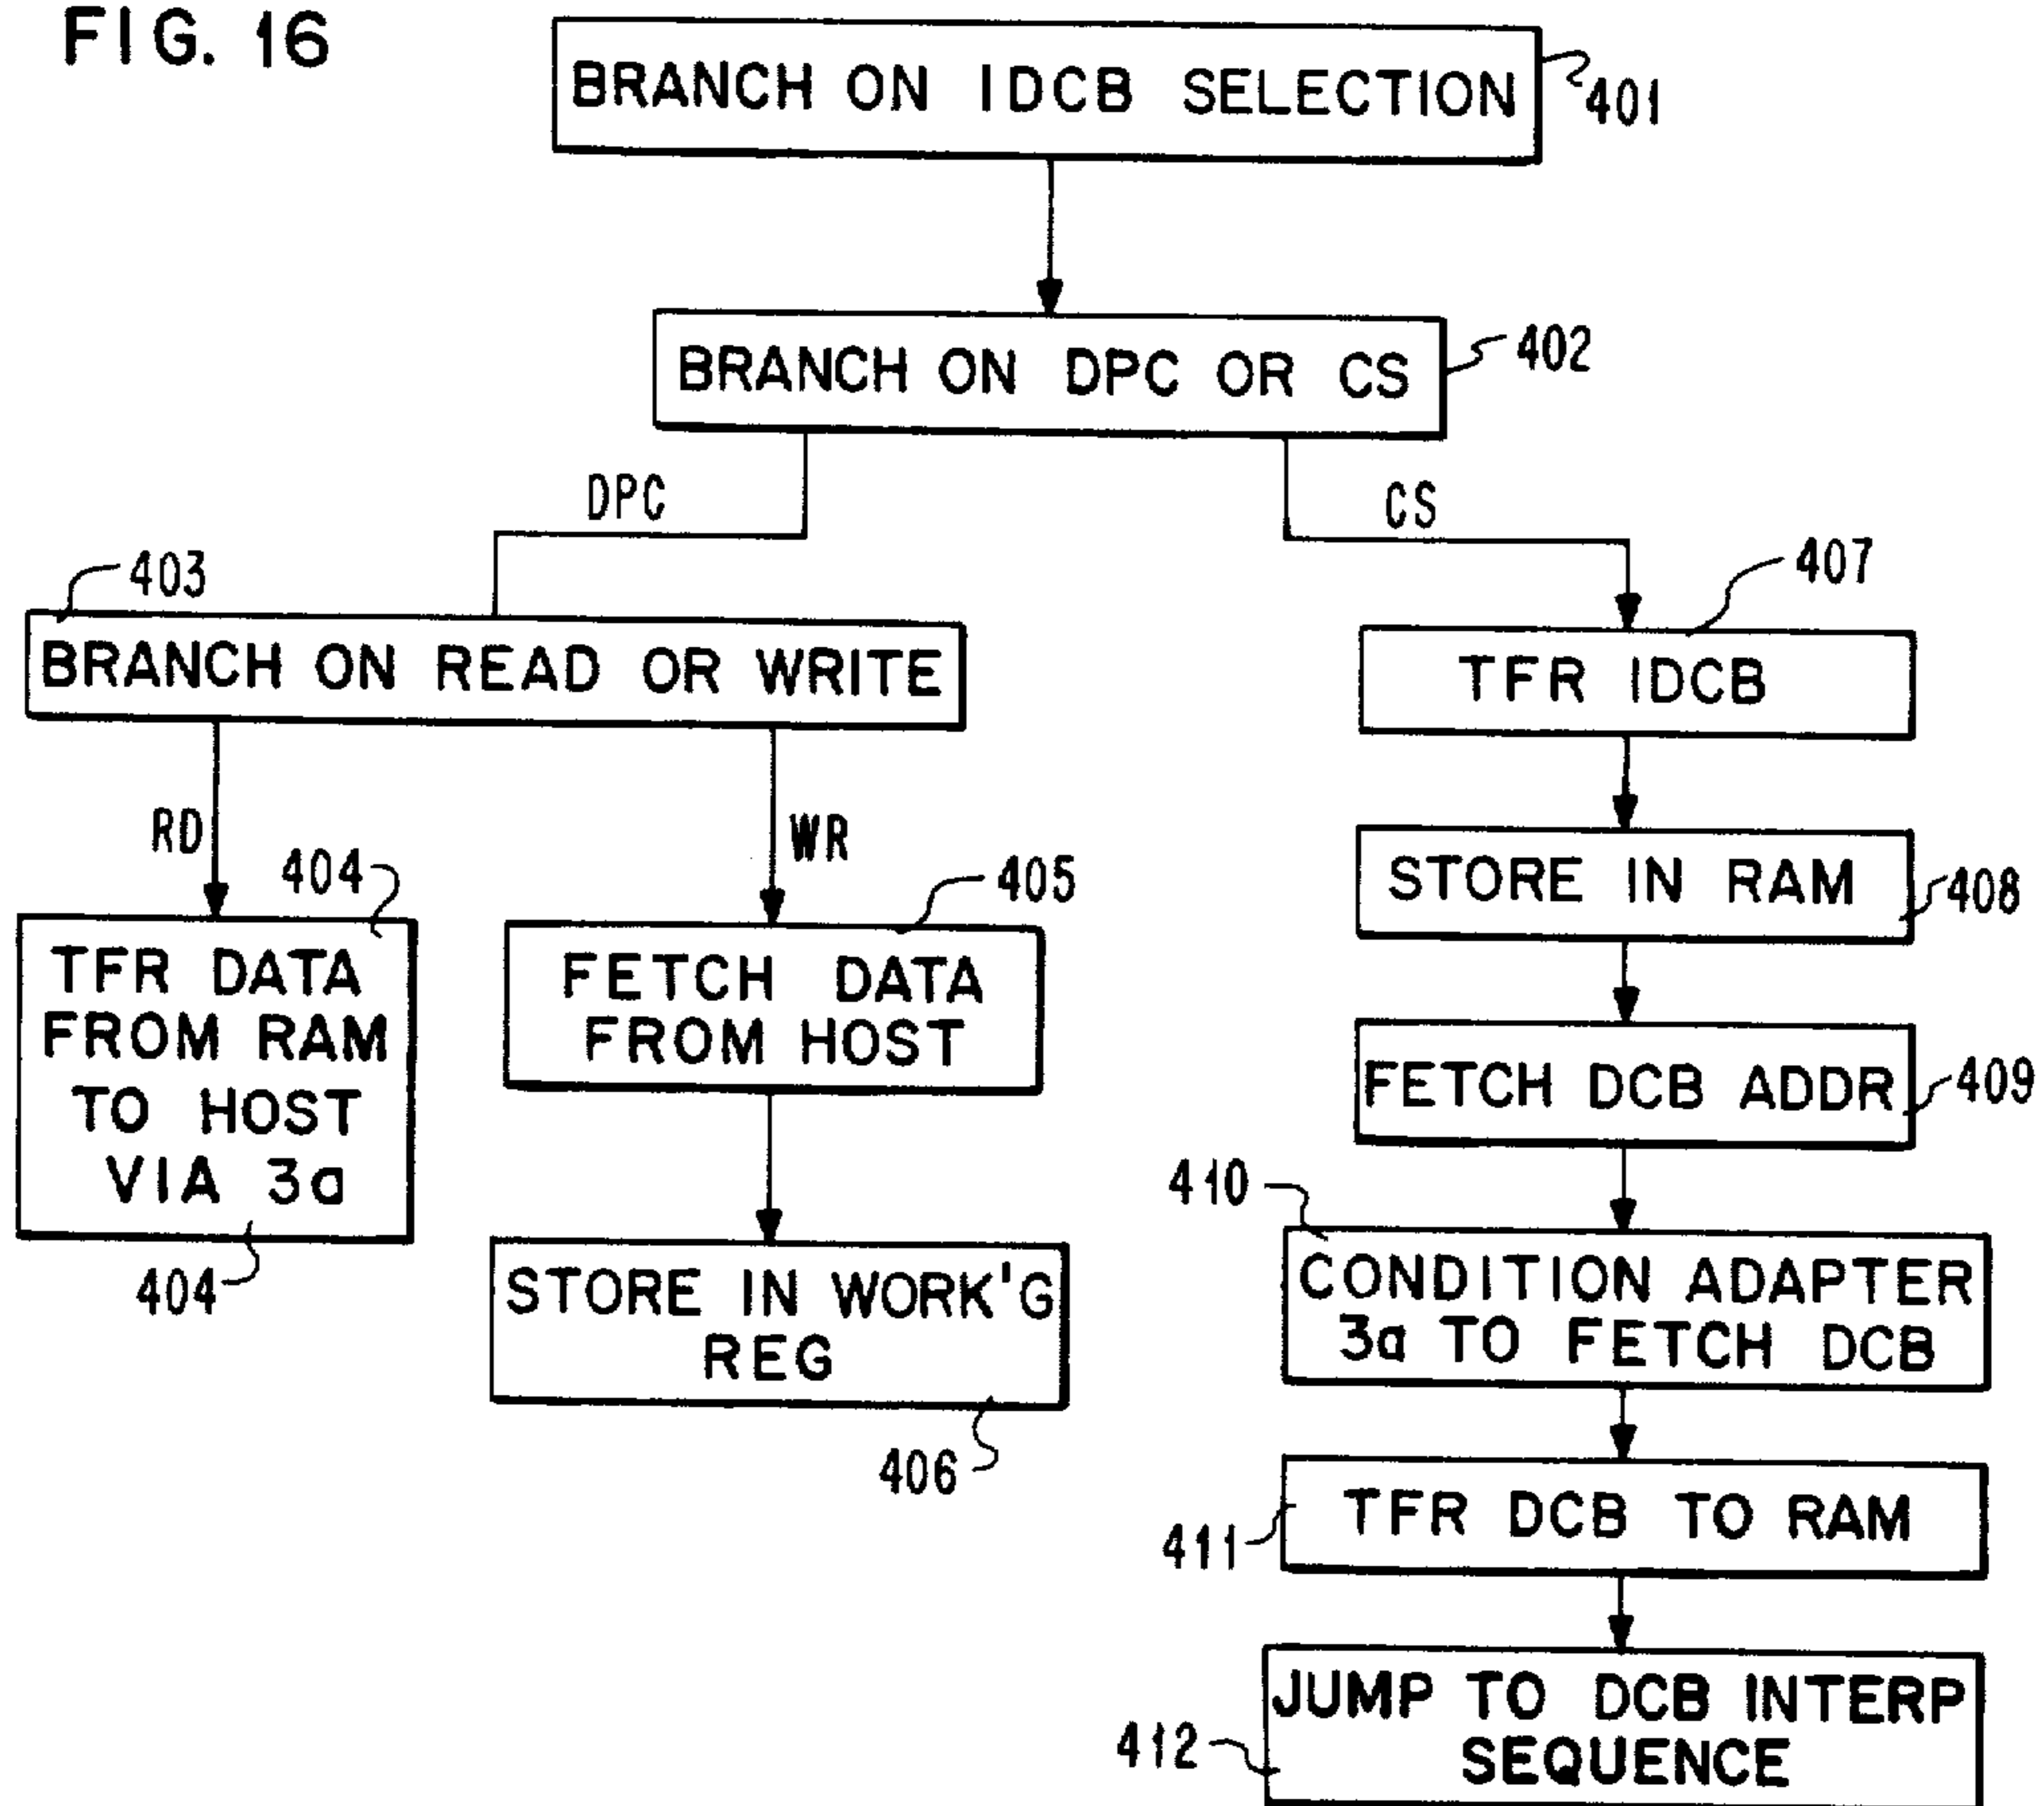 FIG. 16
BRANCH ON IDCB SELECTION
401
BRANCH ON DPC OR CS
402
DPC
CS
403
BRANCH ON READ OR WRITE
RD
WR
404
TFR DATA
FROM RAM
TO HOST
VIA 3a
404
405
FETCH DATA
FROM HOST
STORE IN WORK'G
REG
406
407
TFR IDCB
STORE IN RAM
408
FETCH DCB ADDR
409
410
CONDITION ADAPTER
3a TO FETCH DCB
TFR DCB TO RAM
411
JUMP TO DCB INTERP
SEQUENCE
412